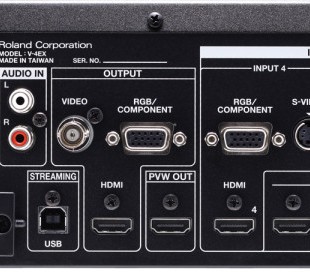 Roland Corporation
MODEL : V-4EX
MADE IN TAIWAN SER. NO.
AUDIO IN
L
R
OUTPUT
VIDEO
RGB/
COMPONENT
INPUT 4
RGB/
COMPONENT
S-VI
STREAMING
USB
HDMI
PVW OUT
HDMI
4